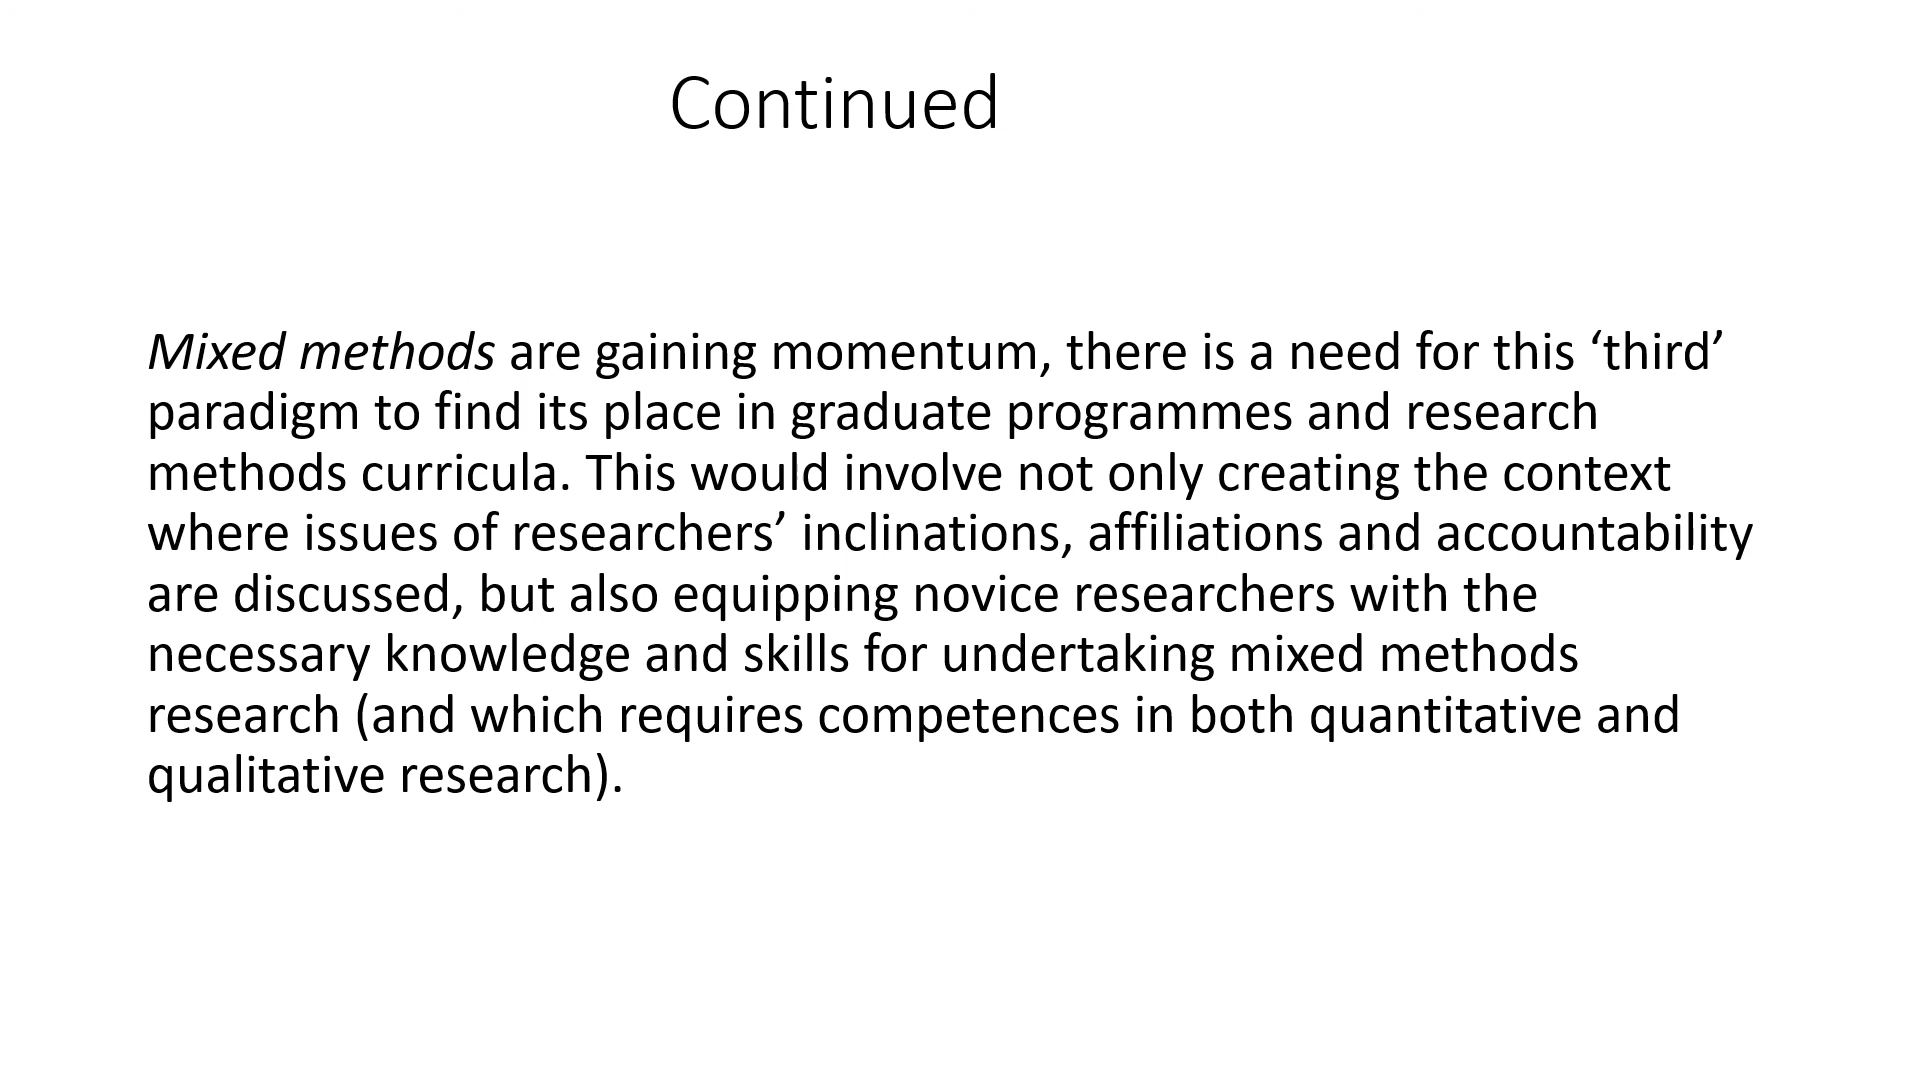 Continued
Mixed methods are gaining momentum, there is a need for this ‘third’
paradigm to find its place in graduate programmes and research
methods curricula. This would involve not only creating the context
where issues of researchers’ inclinations, affiliations and accountability
are discussed, but also equipping novice researchers with the
necessary knowledge and skills for undertaking mixed methods
research (and which requires competences in both quantitative and
qualitative research).